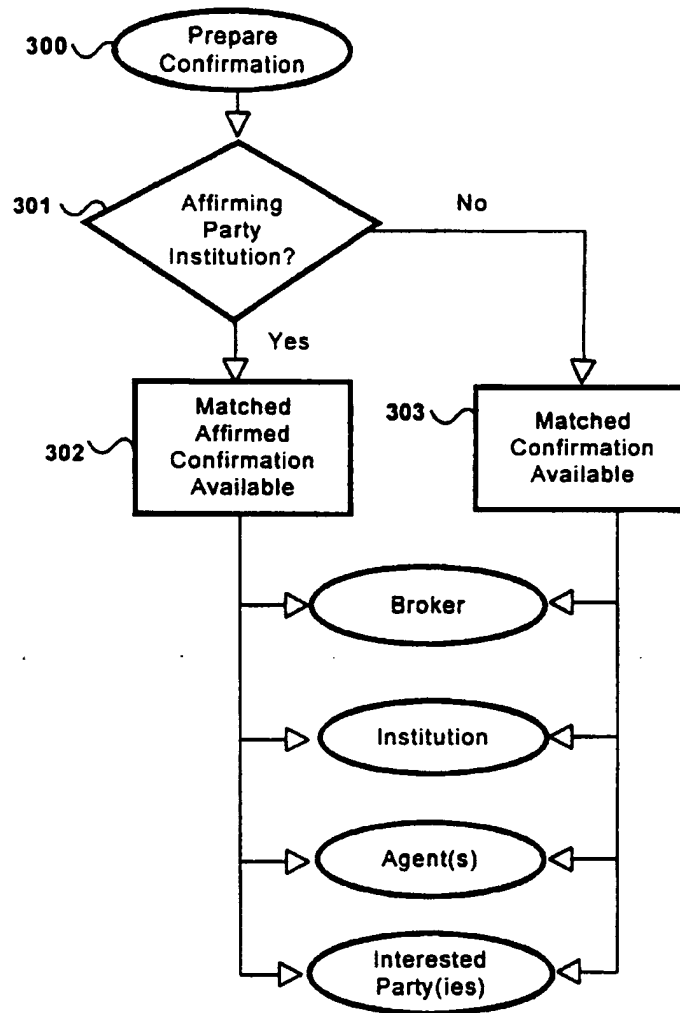 300
Prepare
Confirmation
301
Affirming
Party
Institution?
No
Yes
302
Matched
Affirmed
Confirmation
Available
303
Matched
Confirmation
Available
Broker
Institution
Agent(s)
Interested
Party(ies)